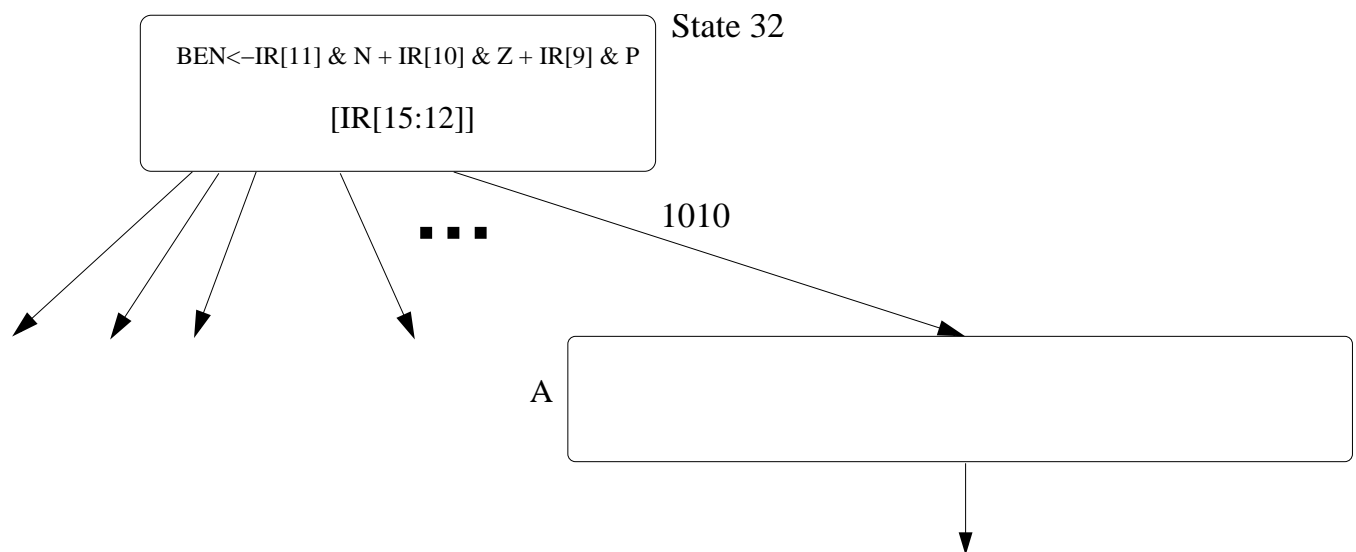 State 32
BEN<–IR[11] & N + IR[10] & Z + IR[9] & P
[IR[15:12]]
1010
A